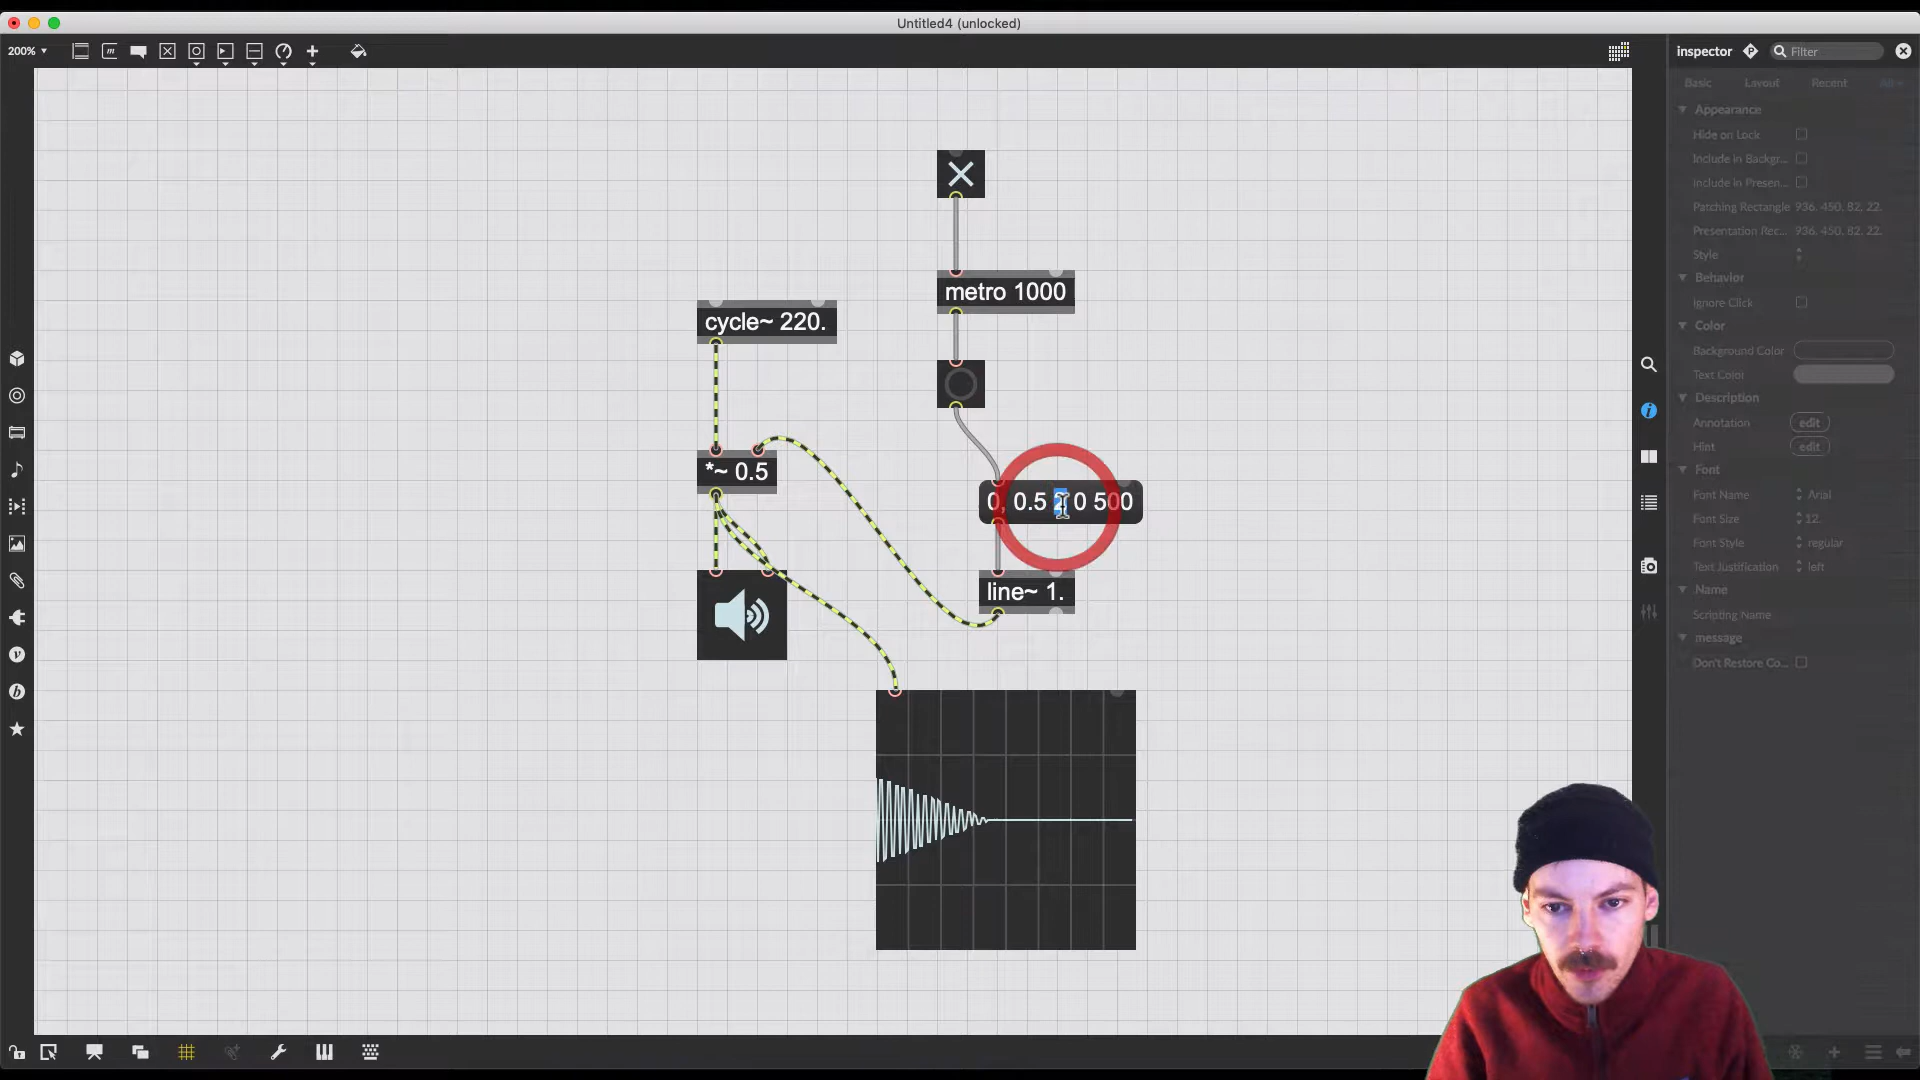 Untitled4 (unlocked)
200%
inspector
Filter
Basic Layout Recent All
Appearance
Hide on Lock
Include in Backgr...
Include in Presen...
Patching Rectangle 936. 450. 82. 22.
Presentation Rec... 936. 450. 82. 22.
Style
Behavior
Ignore Click
Color
Background Color
Text Color
Description
Annotation edit
Hint edit
Font
Font Name Arial
Font Size 12.
Font Style regular
Text Justification left
Name
Scripting Name
message
Don't Restore Co...
metro 1000
cycle~ 220.
*~ 0.5
0, 0.5 2 0 500
line~ 1.